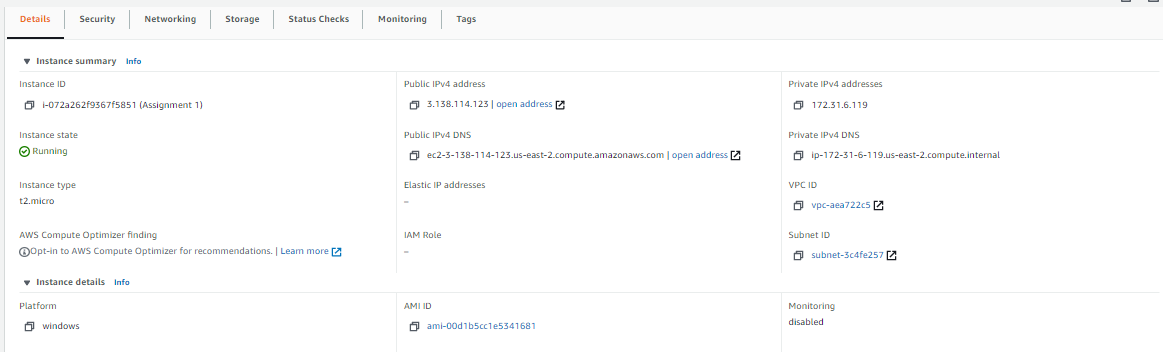 Details Security Networking Storage Status Checks Monitoring Tags
▼ Instance summary Info
Instance ID
i-072a262f9367f5851 (Assignment 1)
Public IPv4 address
3.138.114.123 | open address
Private IPv4 addresses
172.31.6.119
Instance state
Running
Public IPv4 DNS
ec2-3-138-114-123.us-east-2.compute.amazonaws.com | open address
Private IPv4 DNS
ip-172-31-6-119.us-east-2.compute.internal
Instance type
t2.micro
Elastic IP addresses
–
VPC ID
vpc-aea722c5
AWS Compute Optimizer finding
Opt-in to AWS Compute Optimizer for recommendations. | Learn more
IAM Role
–
Subnet ID
subnet-3c4fe257
▼ Instance details Info
Platform
windows
AMI ID
ami-00d1b5cc1e5341681
Monitoring
disabled